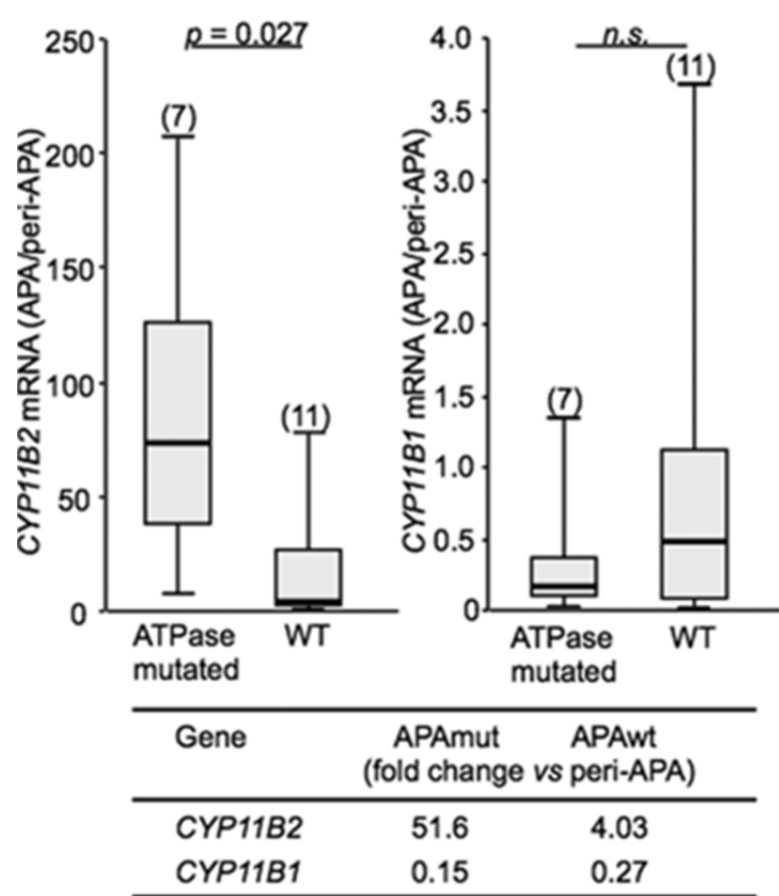 CYP11B2 mRNA (APA/peri-APA)
250
200
150
100
50
0
p = 0.027
(7)
(11)
ATPase
mutated
WT
CYP11B1 mRNA (APA/peri-APA)
4.0
3.5
3.0
2.5
2.0
1.5
1.0
0.5
0
n.s.
(7)
(11)
ATPase
mutated
WT
Gene APAmut APAwt
(fold change vs peri-APA)
CYP11B2 51.6 4.03
CYP11B1 0.15 0.27